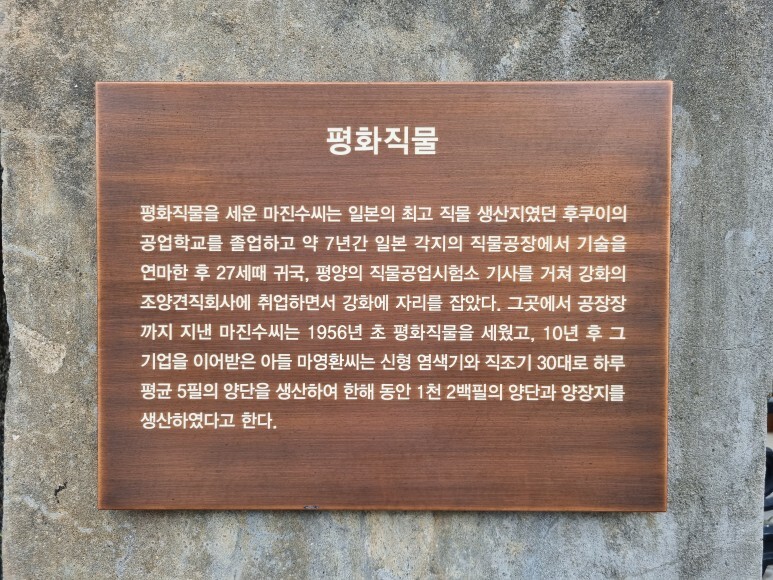 평화직물
평화직물을 세운 마진수씨는 일본의 최고 직물 생산지였던 후쿠이의
공업학교를 졸업하고 약 7년간 일본 각지의 직물공장에서 기술을
연마한 후 27세때 귀국, 평양의 직물공업시험소 기사를 거쳐 강화의
조양견직회사에 취업하면서 강화에 자리를 잡았다. 그곳에서 공장장
까지 지낸 마진수씨는 1956년 초 평화직물을 세웠고, 10년 후 그
기업을 이어받은 아들 마영환씨는 신형 염색기와 직조기 30대로 하루
평균 5필의 양단을 생산하여 한해 동안 1천 2백필의 양단과 양장지를
생산하였다고 한다.